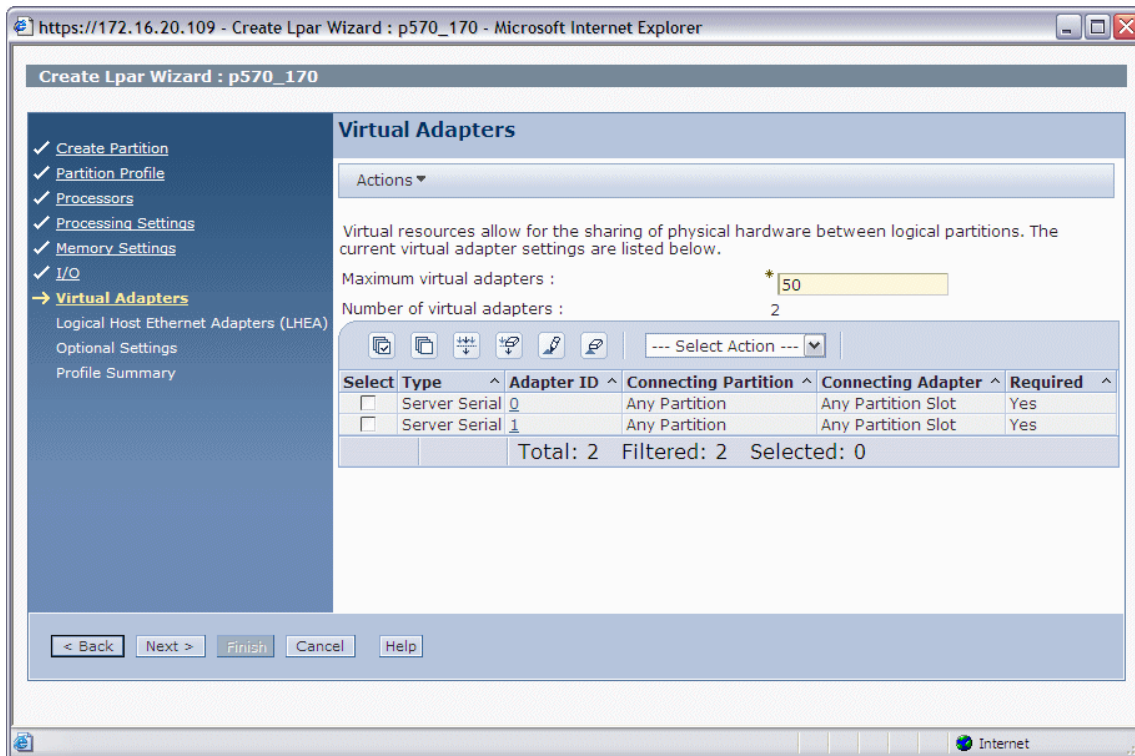 https://172.16.20.109 - Create Lpar Wizard : p570_170 - Microsoft Internet Explorer
Create Lpar Wizard : p570_170
Create Partition
Partition Profile
Processors
Processing Settings
Memory Settings
I/O
Virtual Adapters
Logical Host Ethernet Adapters (LHEA)
Optional Settings
Profile Summary
Virtual Adapters
Actions
Virtual resources allow for the sharing of physical hardware between logical partitions. The
current virtual adapter settings are listed below.
Maximum virtual adapters : * 50
Number of virtual adapters : 2
--- Select Action ---
Select Type ^ Adapter ID ^ Connecting Partition ^ Connecting Adapter ^ Required ^
Server Serial 0 Any Partition Any Partition Slot Yes
Server Serial 1 Any Partition Any Partition Slot Yes
Total: 2 Filtered: 2 Selected: 0
< Back Next > Finish Cancel Help
Internet